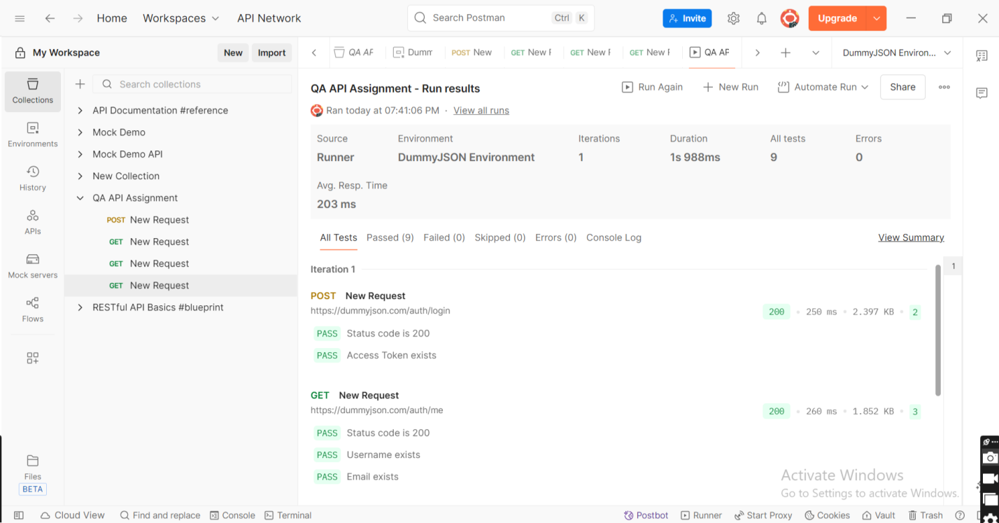 Home Workspaces API Network Search Postman Ctrl K Invite Upgrade
My Workspace New Import QA AF Dumm POST New GET New F GET New F GET New F QA AF DummyJSON Environ...
Collections
Environments
History
APIs
Mock servers
Flows
Files
BETA
Search collections
API Documentation #reference
Mock Demo
Mock Demo API
New Collection
QA API Assignment
POST New Request
GET New Request
GET New Request
GET New Request
RESTful API Basics #blueprint
QA API Assignment - Run results Run Again New Run Automate Run Share
Ran today at 07:41:06 PM · View all runs
Source Environment Iterations Duration All tests Errors
Runner DummyJSON Environment 1 1s 988ms 9 0
Avg. Resp. Time
203 ms
All Tests Passed (9) Failed (0) Skipped (0) Errors (0) Console Log View Summary
Iteration 1 1
POST New Request
https://dummyjson.com/auth/login 200 • 250 ms • 2.397 KB • 2
PASS Status code is 200
PASS Access Token exists
GET New Request
https://dummyjson.com/auth/me 200 • 260 ms • 1.852 KB • 3
PASS Status code is 200
PASS Username exists
PASS Email exists
Activate Windows
Go to Settings to activate Windows.
Cloud View Find and replace Console Terminal Postbot Runner Start Proxy Cookies Vault Trash